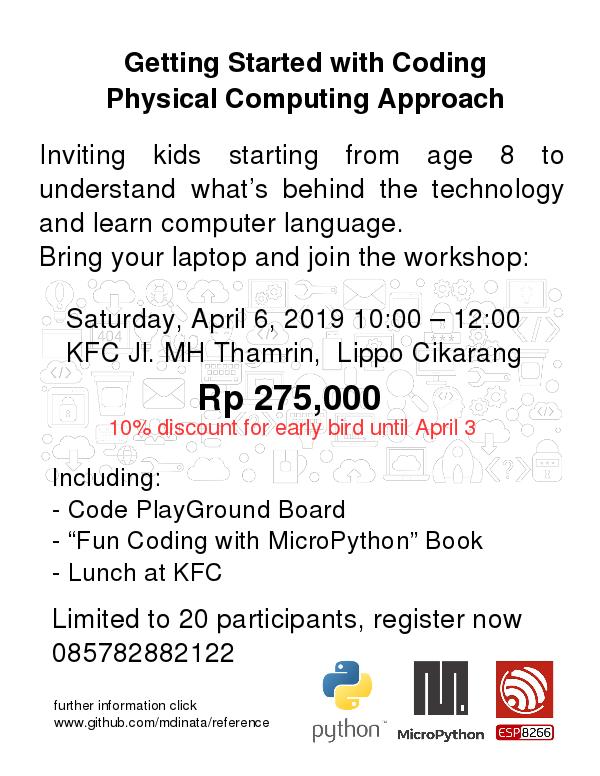 Getting Started with Coding
Physical Computing Approach
Inviting kids starting from age 8 to
understand what's behind the technology
and learn computer language.
Bring your laptop and join the workshop:
404
Saturday, April 6, 2019 10:00 – 12:00
KFC Jl. MH Thamrin, Lippo Cikarang
Rp 275,000
10% discount for early bird until April 3
Including:
- Code PlayGround Board
- “Fun Coding with MicroPython” Book
- Lunch at KFC
Limited to 20 participants, register now
085782882122
further information click
www.github.com/mdinata/reference
python™
MicroPython
ESP8266